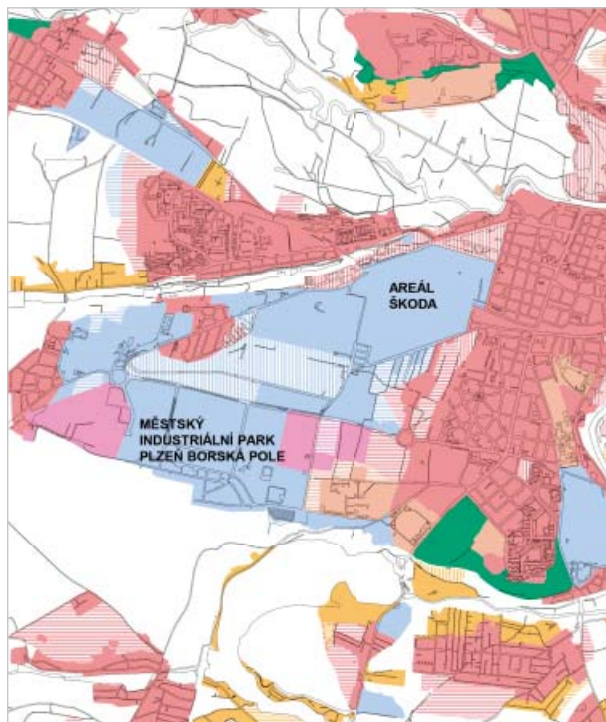 AREÁL
ŠKODA
MĚSTSKÝ
INDUSTRIÁLNÍ PARK
PLZEŇ BORSKÁ POLE